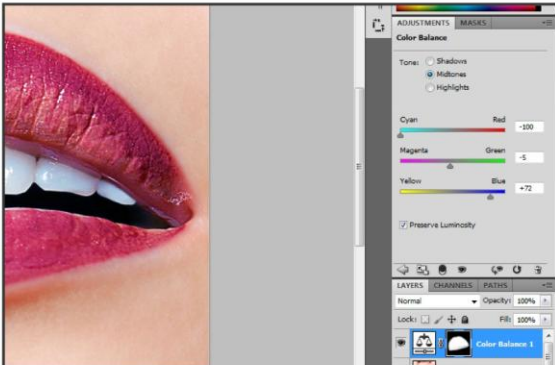 ADJUSTMENTS MASKS
Color Balance
Tone: Shadows
Midtones
Highlights
Cyan Red -100
Magenta Green -5
Yellow Blue +72
Preserve Luminosity
LAYERS CHANNELS PATHS
Normal Opacity: 100%
Lock: Fill: 100%
Color Balance 1